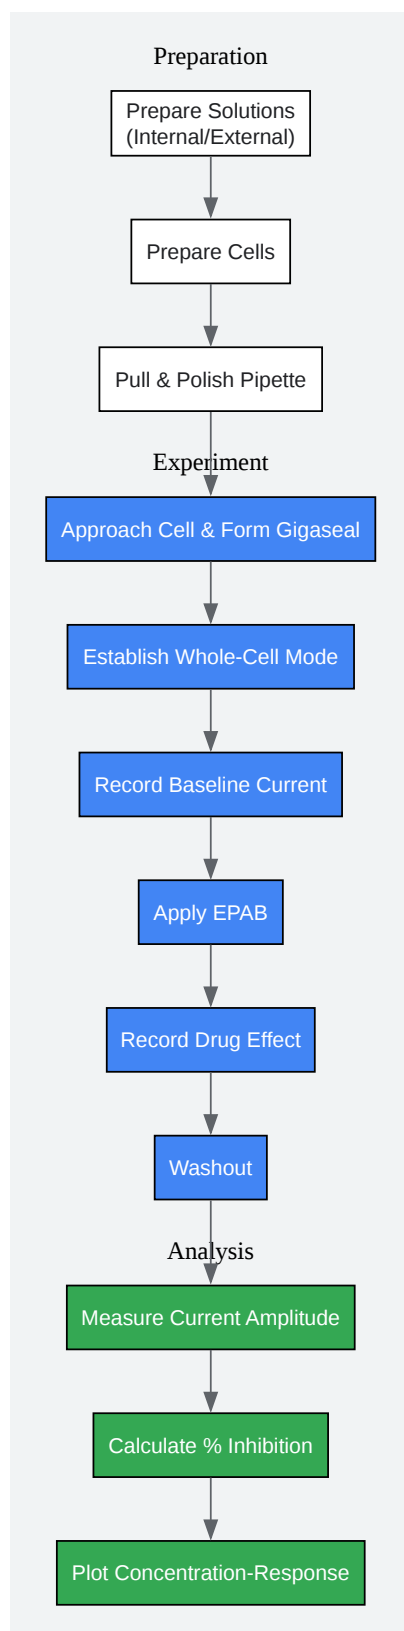 Preparation
Prepare Solutions
(Internal/External)
Prepare Cells
Pull & Polish Pipette
Experiment
Approach Cell & Form Gigaseal
Establish Whole-Cell Mode
Record Baseline Current
Apply EPAB
Record Drug Effect
Washout
Analysis
Measure Current Amplitude
Calculate % Inhibition
Plot Concentration-Response